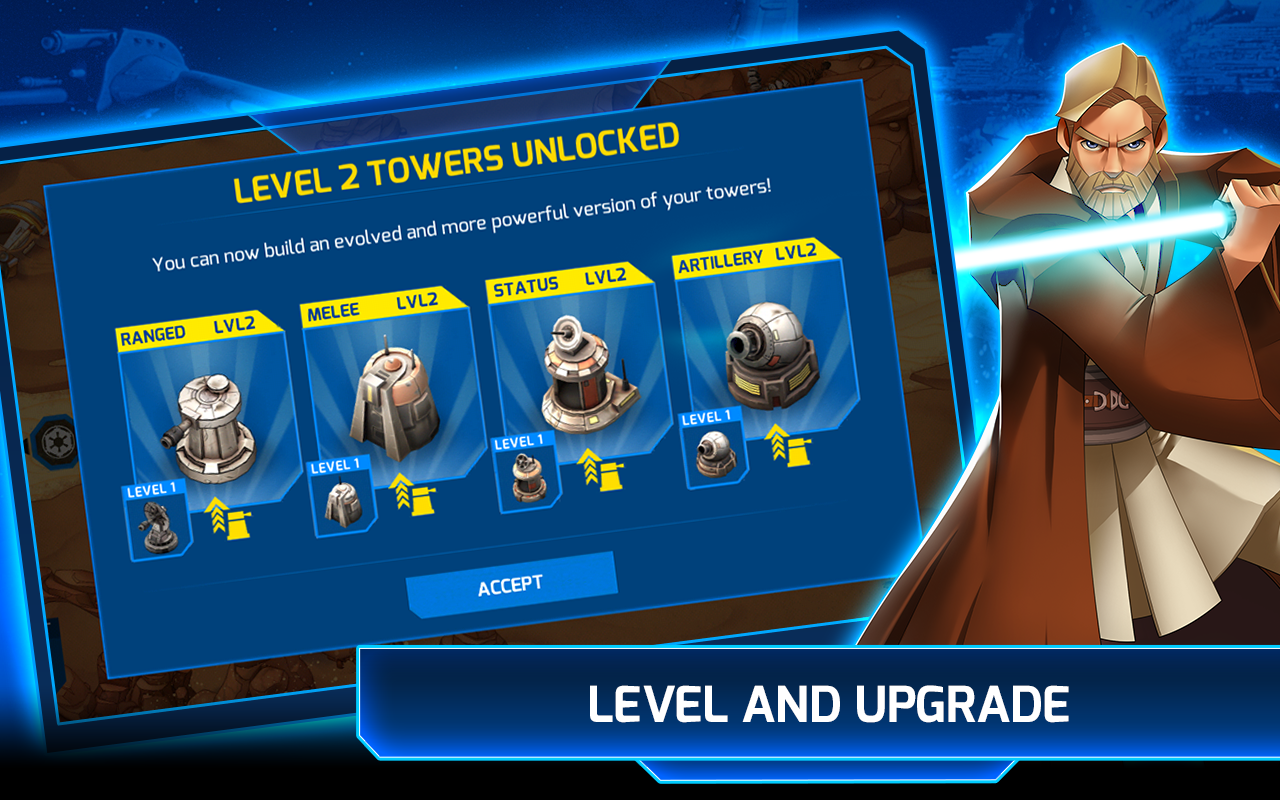 LEVEL 2 TOWERS UNLOCKED
You can now build an evolved and more powerful version of your towers!
RANGED LVL2
MELEE LVL2
STATUS LVL2
ARTILLERY LVL2
LEVEL 1
LEVEL 1
LEVEL 1
LEVEL 1
ACCEPT
LEVEL AND UPGRADE